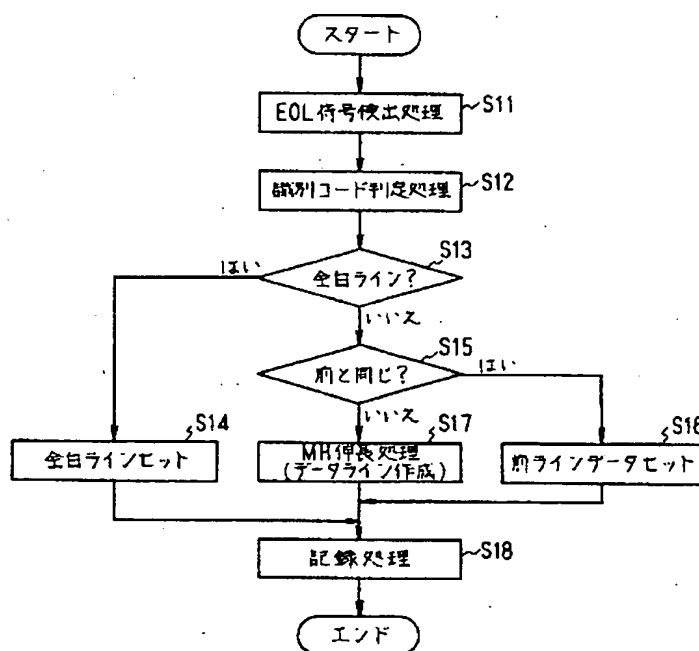 スタート
EOL符号検出処理
S11
識別コード判定処理
S12
S13
全白ライン?
はい
いいえ
S15
前と同じ?
はい
いいえ
S14
全白ラインセット
S17
MH伸長処理
(データライン作成)
S16
前ラインデータセット
記録処理
S18
エンド